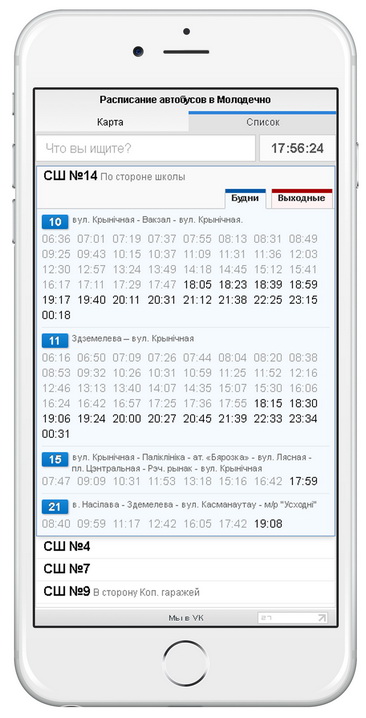 Расписание автобусов в Молодечно
Карта Список
Что вы ищите? 17:56:24
СШ №14 По стороне школы
Будни Выходные
10 вул. Крынічная - Вакзал - вул. Крынічная.
06:36 07:01 07:19 07:37 07:55 08:13 08:31 08:49
09:25 09:43 10:15 10:37 11:09 11:31 11:36 12:03
12:30 12:57 13:24 13:49 14:18 14:45 15:12 15:41
16:17 17:11 17:29 17:47 18:05 18:23 18:39 18:59
19:17 19:40 20:11 20:31 21:12 21:38 22:25 23:15
00:18
11 Здземелева – вул. Крынічная
06:16 06:50 07:09 07:26 07:44 08:04 08:20 08:38
08:53 09:32 10:26 10:31 10:59 11:25 11:52 12:16
12:46 13:13 13:40 14:07 14:35 15:07 15:30 16:06
16:24 16:42 16:57 17:25 17:36 17:55 18:15 18:30
19:06 19:24 20:00 20:27 20:45 21:39 22:33 23:34
00:31
15 вул. Крынічная - Паліклініка - ат. «Бярозка» - вул. Лясная -
пл. Цэнтральная - Рэч. рынак - вул. Крынічная
07:47 09:09 10:31 11:53 13:18 15:16 16:42 17:59
21 в. Насілава - Здемелева - вул. Касманаутау - м/р "Усходні"
08:40 09:59 11:17 12:42 16:05 17:42 19:08
СШ №4
СШ №7
СШ №9 В сторону Коп. гаражей
Мы в УК